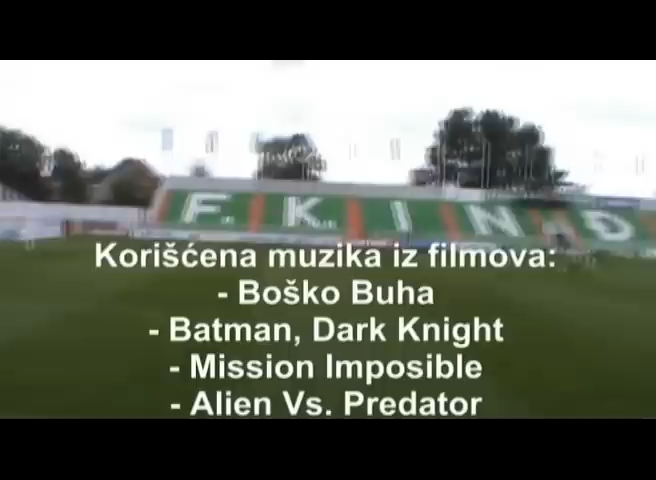 F.K. IND
Korišćena muzika iz filmova:
- Boško Buha
- Batman, Dark Knight
- Mission Imposible
- Alien Vs. Predator